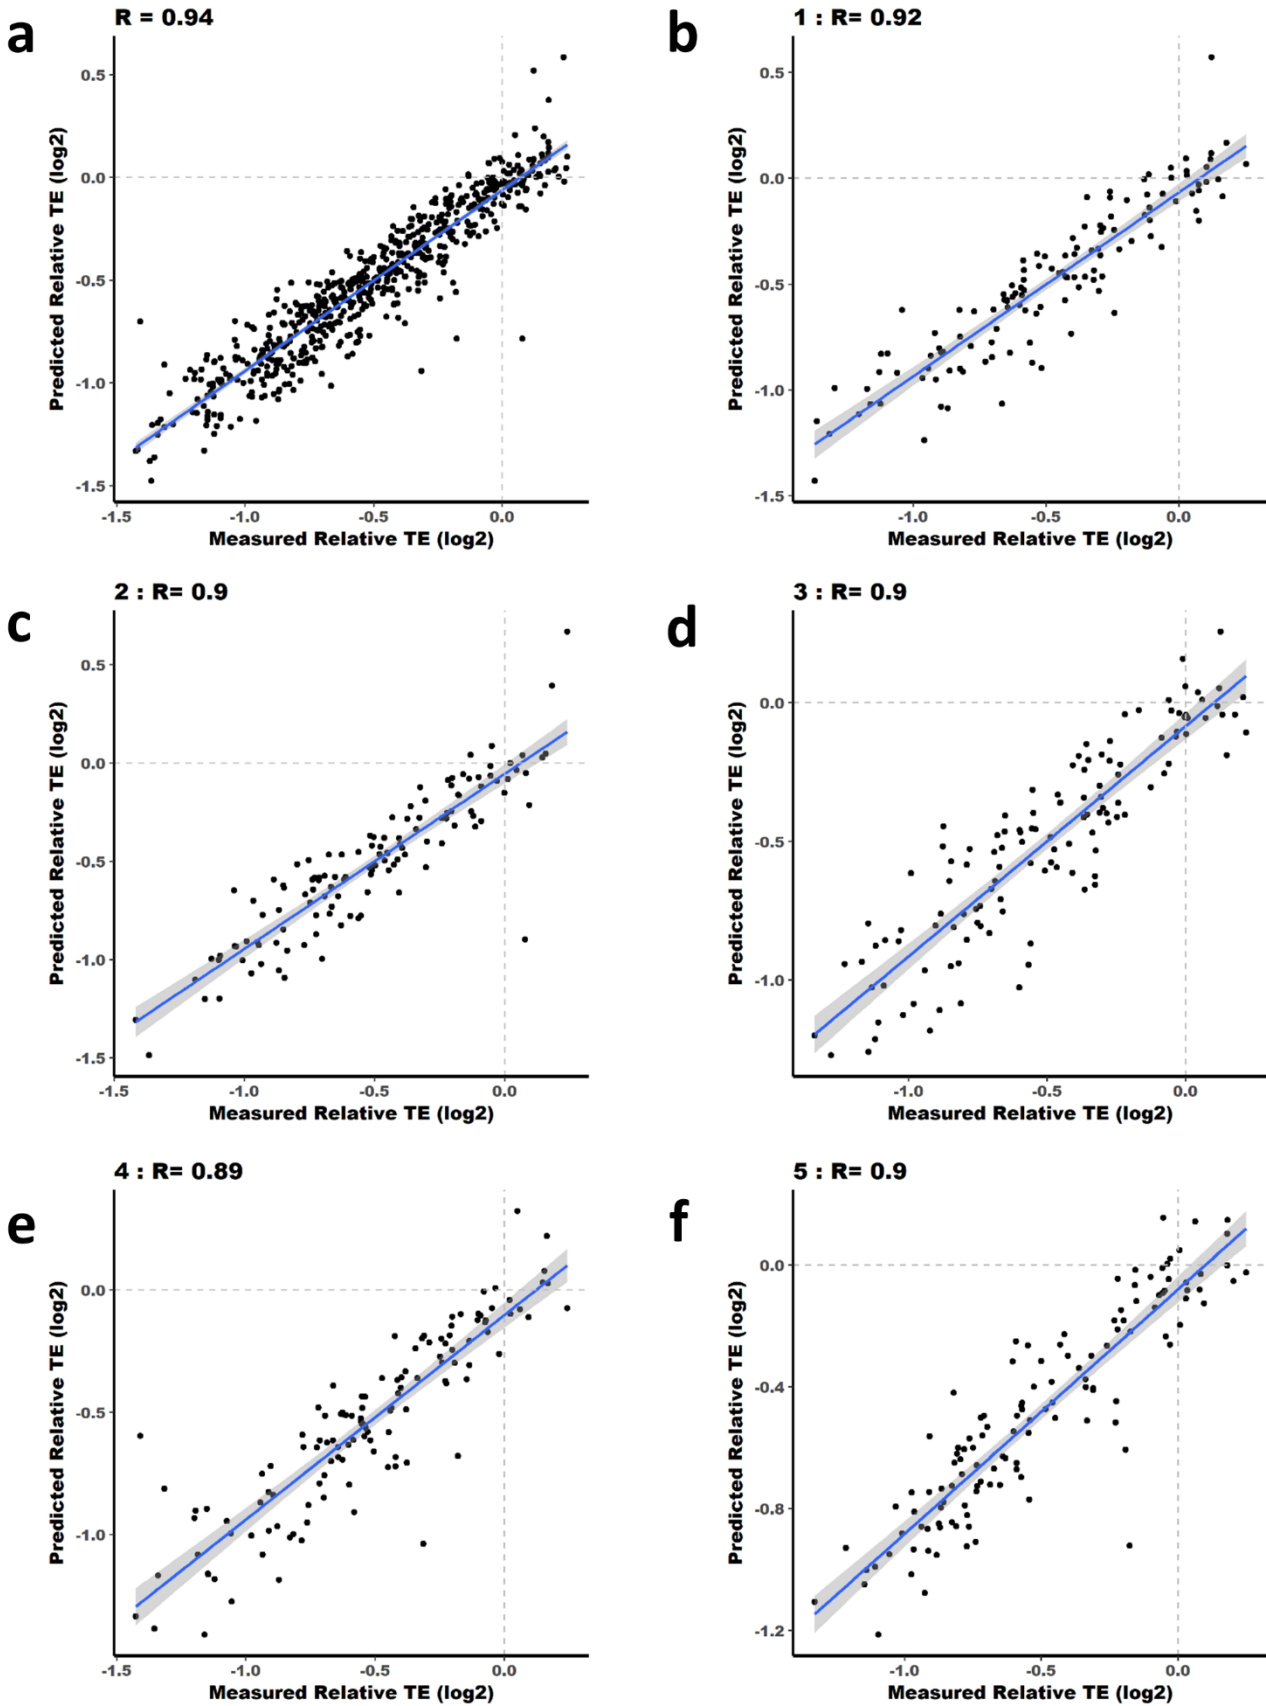 a
R = 0.94
Predicted Relative TE (log2)
0.5
0.0
-0.5
-1.0
-1.5
-1.5 -1.0 -0.5 0.0
Measured Relative TE (log2)
b
1 : R= 0.92
Predicted Relative TE (log2)
0.5
0.0
-0.5
-1.0
-1.5
-1.0 -0.5 0.0
Measured Relative TE (log2)
c
2 : R= 0.9
Predicted Relative TE (log2)
0.5
0.0
-0.5
-1.0
-1.5
-1.5 -1.0 -0.5 0.0
Measured Relative TE (log2)
d
3 : R= 0.9
Predicted Relative TE (log2)
0.0
-0.5
-1.0
-1.0 -0.5 0.0
Measured Relative TE (log2)
e
4 : R= 0.89
Predicted Relative TE (log2)
0.0
-0.5
-1.0
-1.5 -1.0 -0.5 0.0
Measured Relative TE (log2)
f
5 : R= 0.9
Predicted Relative TE (log2)
0.0
-0.4
-0.8
-1.2
-1.0 -0.5 0.0
Measured Relative TE (log2)